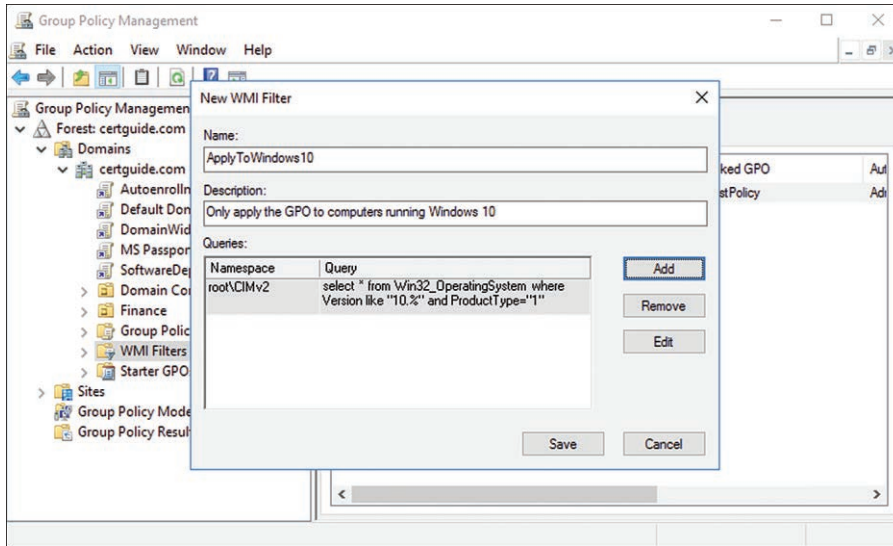 Group Policy Management
File Action View Window Help
Group Policy Managemen
Forest: certguide.com
Domains
certguide.com
Autoenrolln
Default Don
DomainWid
MS Passpor
SoftwareDep
Domain Cor
Finance
Group Polic
WMI Filters
Starter GPO
Sites
Group Policy Mode
Group Policy Resul
New WMI Filter
Name:
ApplyToWindows10
Description:
Only apply the GPO to computers running Windows 10
Queries:
Namespace Query
root\CIMv2 select * from Win32_OperatingSystem where
Version like "10.%" and ProductType="1"
Add
Remove
Edit
Save Cancel
ked GPO Aut
stPolicy Adr